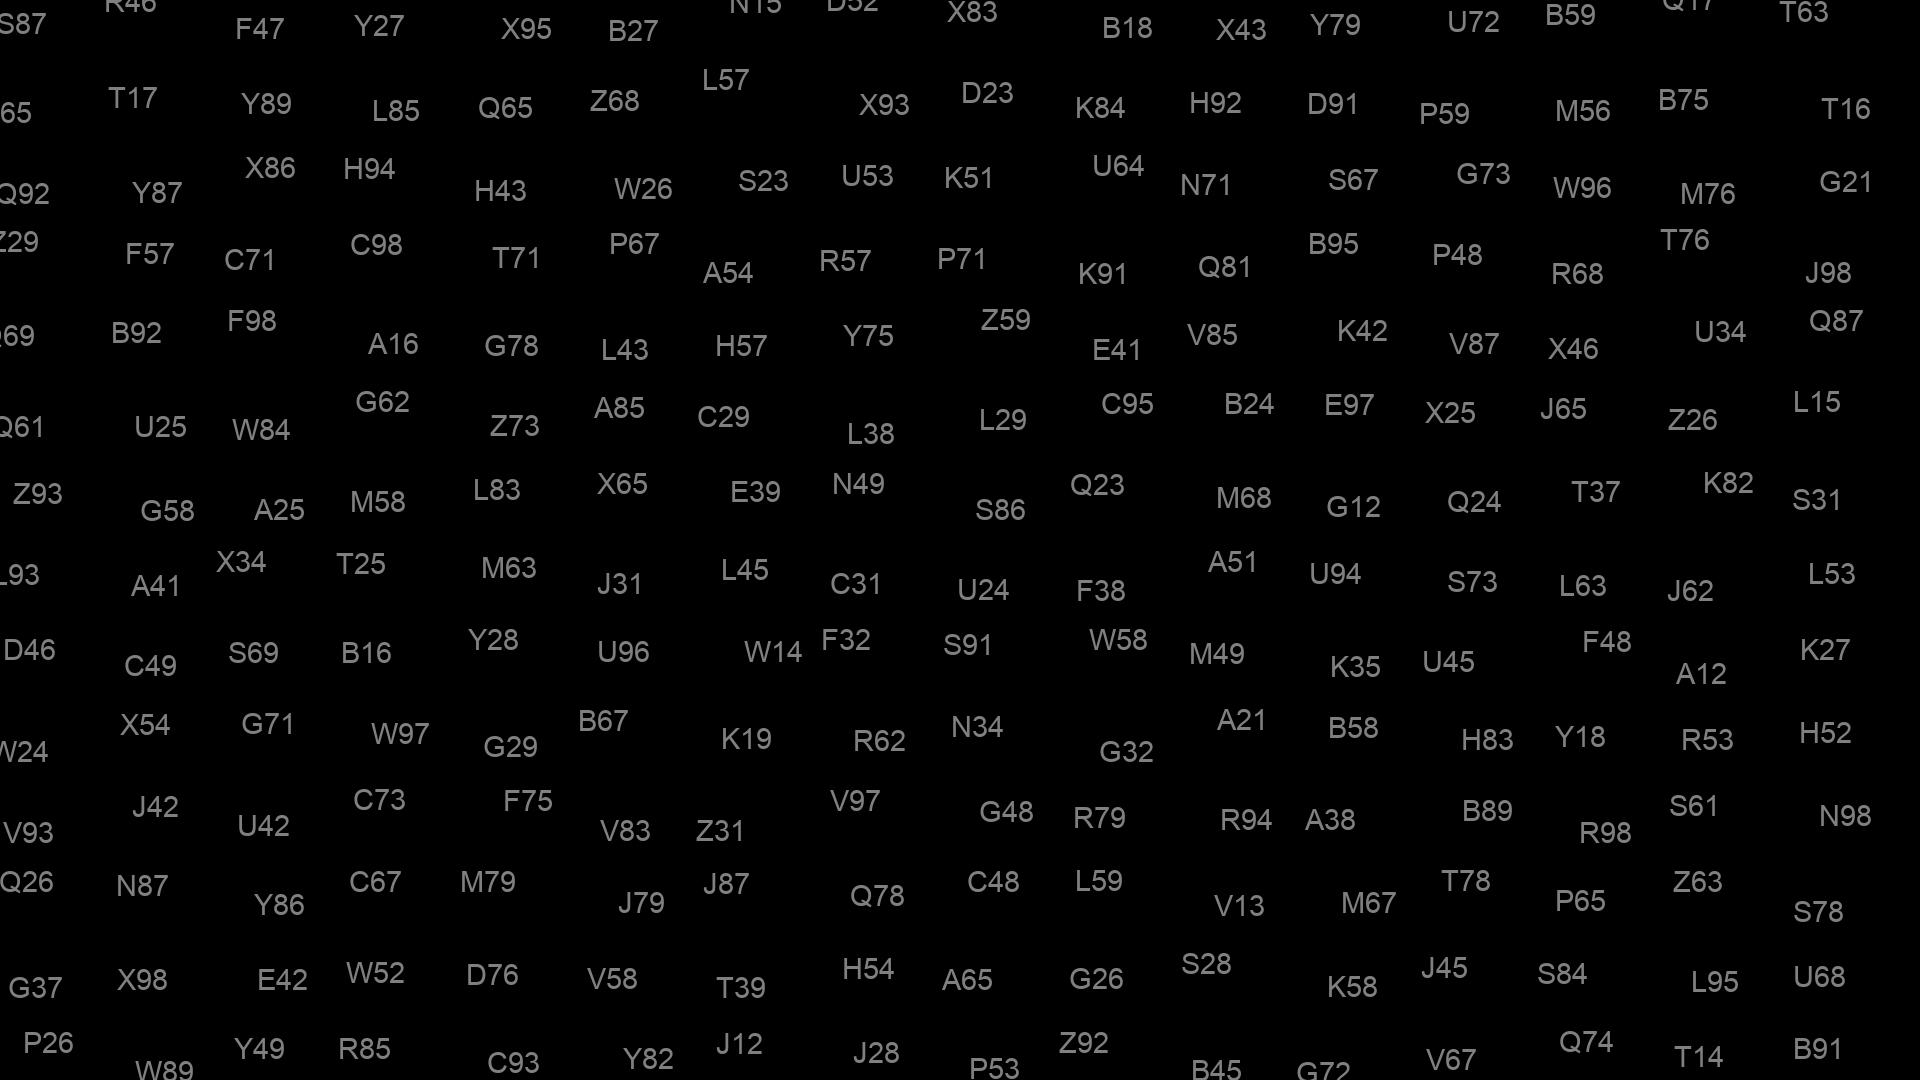 S87 R46 F47 Y27 X95 B27 N15 D52 X83 B18 X43 Y79 U72 B59 Q17 T63
65 T17 Y89 L85 Q65 Z68 L57 X93 D23 K84 H92 D91 P59 M56 B75 T16
Q92 Y87 X86 H94 H43 W26 S23 U53 K51 U64 N71 S67 G73 W96 M76 G21
Z29 F57 C71 C98 T71 P67 A54 R57 P71 K91 Q81 B95 P48 R68 T76 J98
69 B92 F98 A16 G78 L43 H57 Y75 Z59 E41 V85 K42 V87 X46 U34 Q87
Q61 U25 W84 G62 Z73 A85 C29 L38 L29 C95 B24 E97 X25 J65 Z26 L15
Z93 G58 A25 M58 L83 X65 E39 N49 S86 Q23 M68 G12 Q24 T37 K82 S31
L93 A41 X34 T25 M63 J31 L45 C31 U24 F38 A51 U94 S73 L63 J62 L53
D46 C49 S69 B16 Y28 U96 W14 F32 S91 W58 M49 K35 U45 F48 A12 K27
W24 X54 G71 W97 G29 B67 K19 R62 N34 G32 A21 B58 H83 Y18 R53 H52
V93 J42 U42 C73 F75 V83 Z31 V97 G48 R79 R94 A38 B89 R98 S61 N98
Q26 N87 Y86 C67 M79 J79 J87 Q78 C48 L59 V13 M67 T78 P65 Z63 S78
G37 X98 E42 W52 D76 V58 T39 H54 A65 G26 S28 K58 J45 S84 L95 U68
P26 W89 Y49 R85 C93 Y82 J12 J28 P53 Z92 B45 G72 V67 Q74 T14 B91